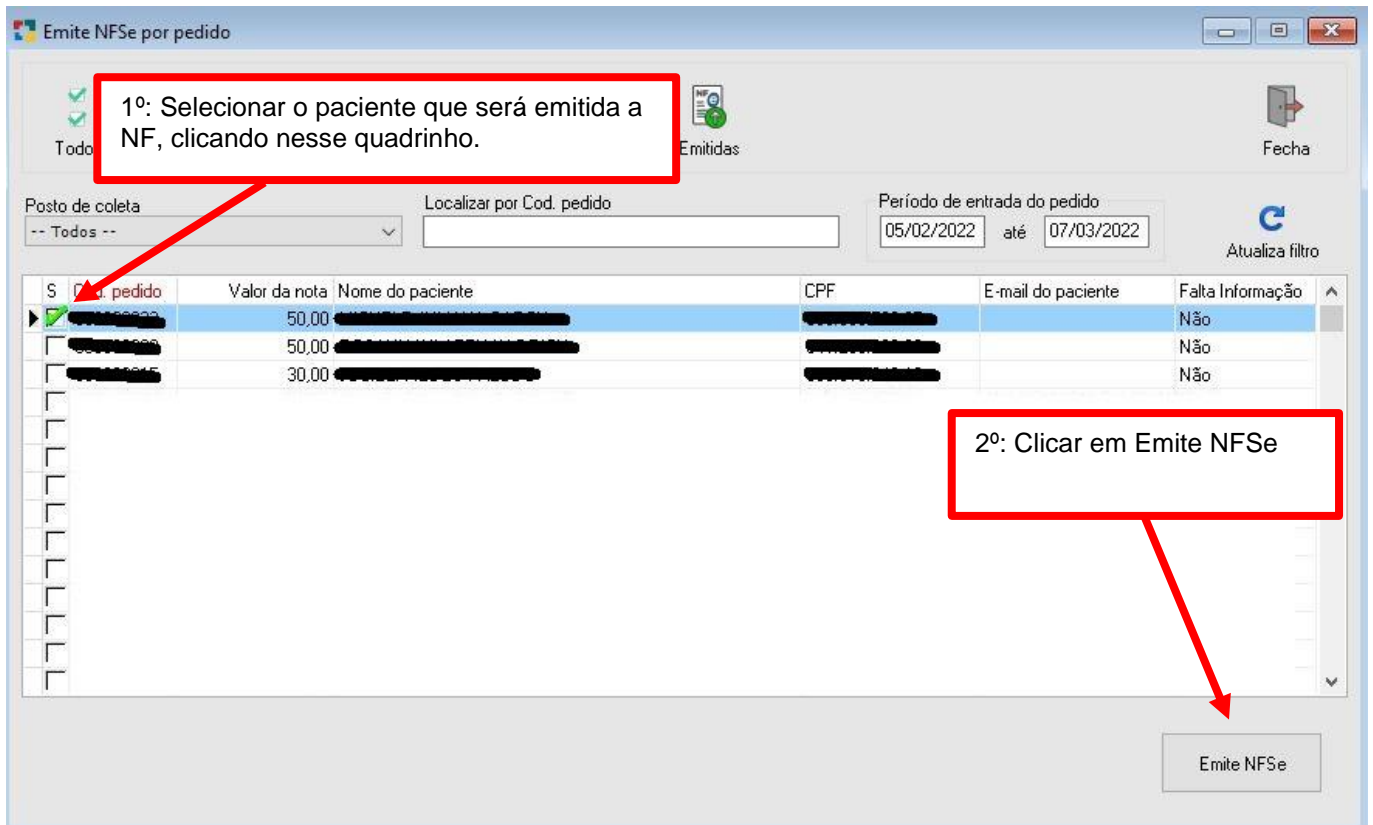 Emite NFSe por pedido
1º: Selecionar o paciente que será emitida a
NF, clicando nesse quadrinho.
Emitidas
Fecha
Posto de coleta
Localizar por Cod. pedido
Período de entrada do pedido
-- Todos --
05/02/2022 até 07/03/2022
Atualiza filtro
S pedido Valor da nota Nome do paciente CPF E-mail do paciente Falta Informação
50,00 Não
50,00 Não
30,00 Não
2º: Clicar em Emite NFSe
Emite NFSe